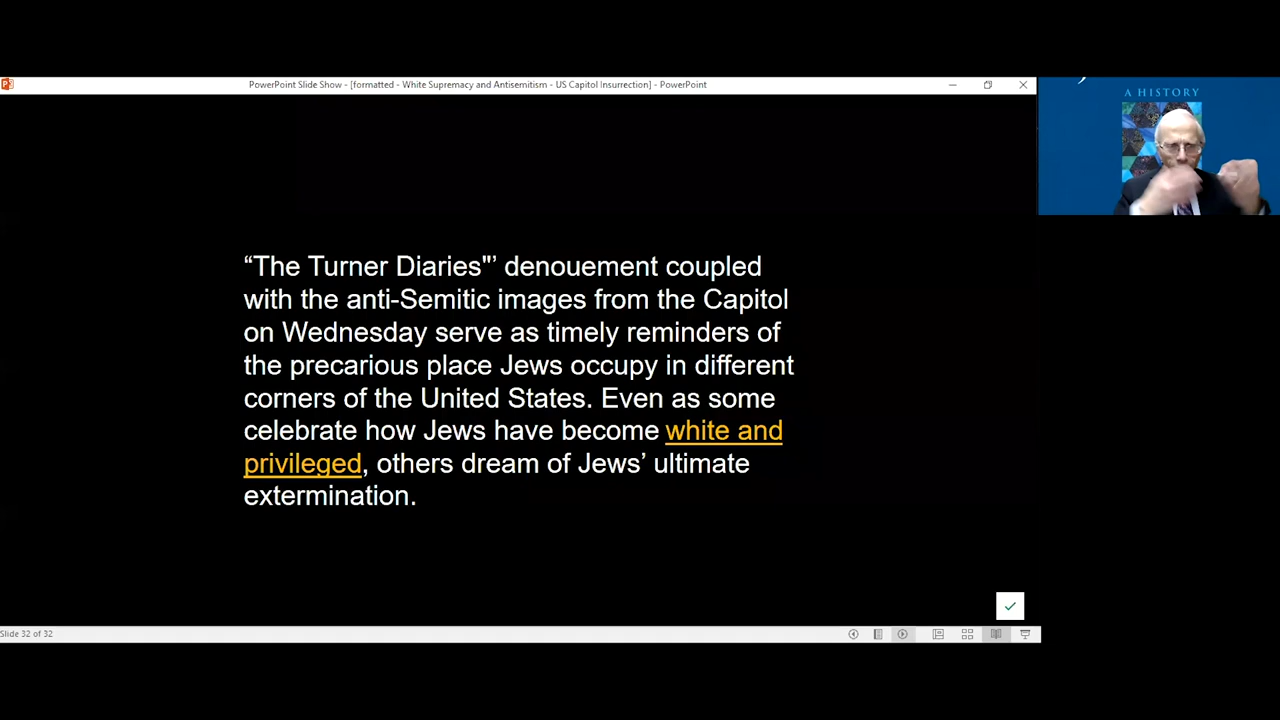 PowerPoint Slide Show - [formatted - White Supremacy and Antisemitism - US Capitol Insurrection] - PowerPoint
A HISTORY
“The Turner Diaries"’ denouement coupled
with the anti-Semitic images from the Capitol
on Wednesday serve as timely reminders of
the precarious place Jews occupy in different
corners of the United States. Even as some
celebrate how Jews have become white and
privileged, others dream of Jews’ ultimate
extermination.
Slide 32 of 32